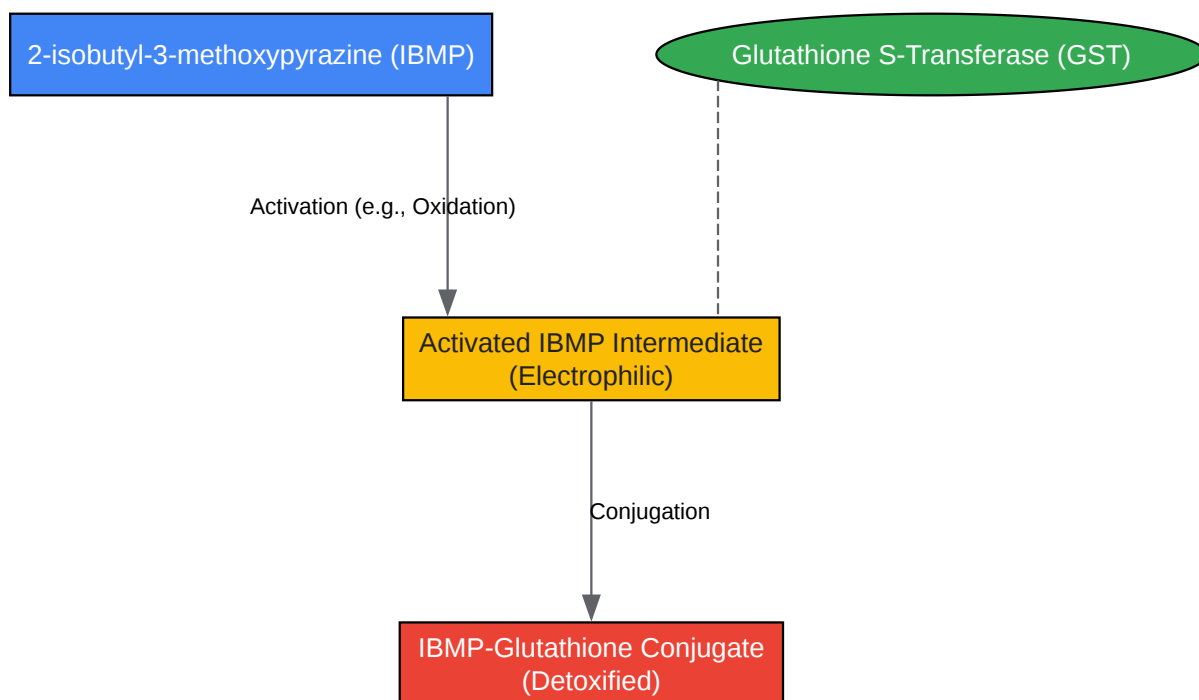 2-isobutyl-3-methoxypyrazine (IBMP)
Glutathione S-Transferase (GST)
Activation (e.g., Oxidation)
Activated IBMP Intermediate
(Electrophilic)
Conjugation
IBMP-Glutathione Conjugate
(Detoxified)